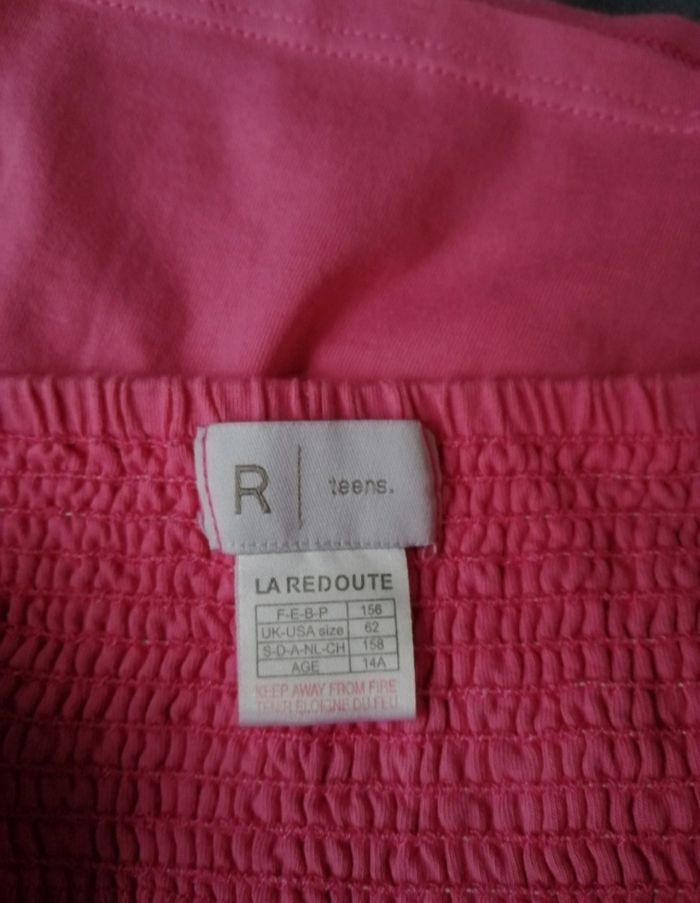 R | teens.
LA REDOUTE
F-E-B-P 156
UK-USA size 62
S-D-A-NL-CH 158
AGE 14A
KEEP AWAY FROM FIRE
TENIR ELOIGNE DU FEU